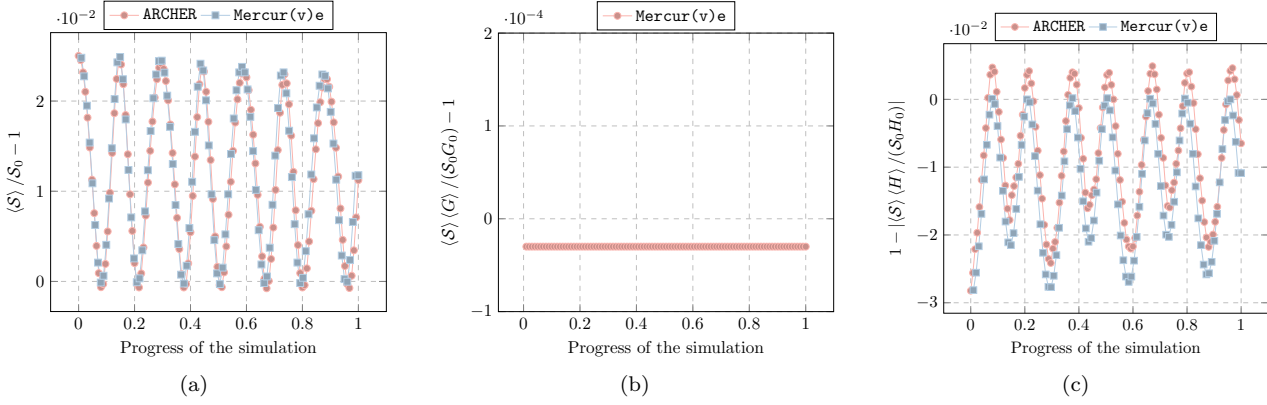 ·10⁻²
ARCHER Mercur(v)e
2
1
0
0 0.2 0.4 0.6 0.8 1
⟨S⟩ /S₀ − 1
Progress of the simulation
(a)
·10⁻⁴
Mercur(v)e
2
1
0
−1
0 0.2 0.4 0.6 0.8 1
⟨S⟩ ⟨G⟩ /(S₀G₀) − 1
Progress of the simulation
(b)
·10⁻²
ARCHER Mercur(v)e
0
−1
−2
−3
0 0.2 0.4 0.6 0.8 1
1 − |⟨S⟩ ⟨H⟩ /(S₀H₀)|
Progress of the simulation
(c)